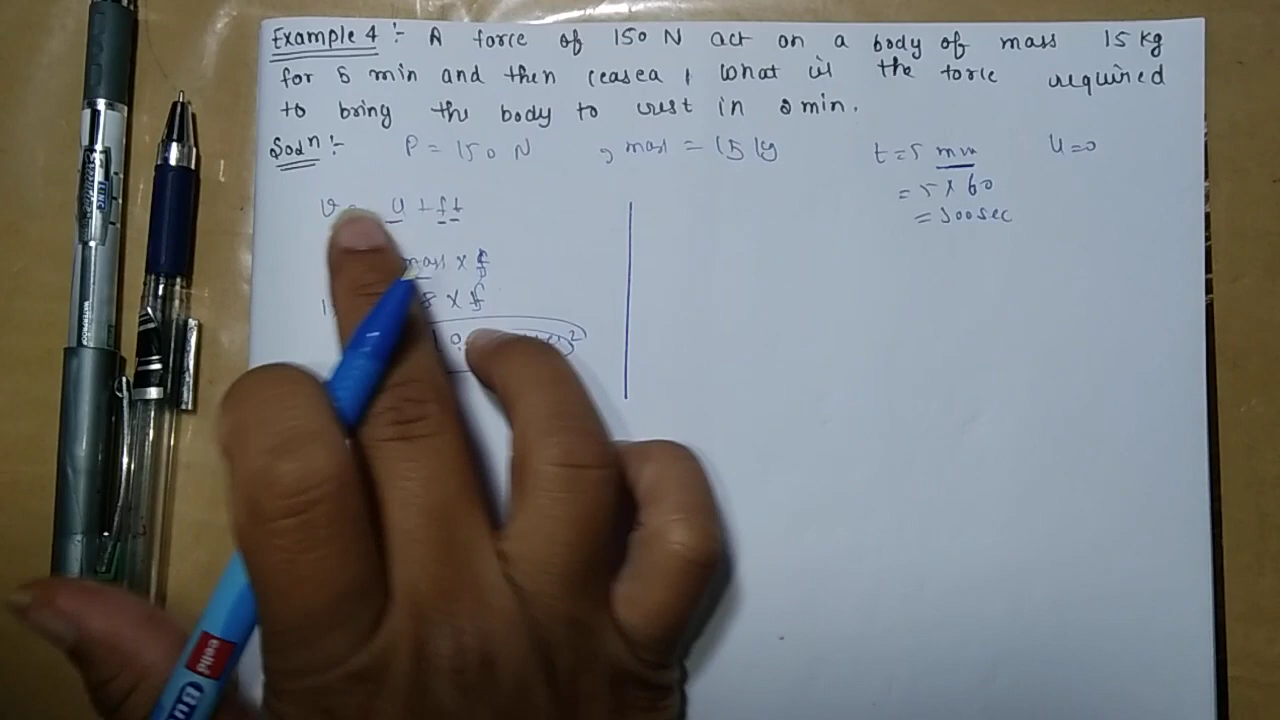 Example 4 :- A force of 150 N act on a body of mass 15 kg
for 5 min and then ceasea, What is the force required
to bring the body to rest in 2 min.
Soln :- P = 150 N , mass = 15 kg t = 5 min u=0
= 5 x 60
= 300 sec
v = u + ft
mass x f
x f
cello